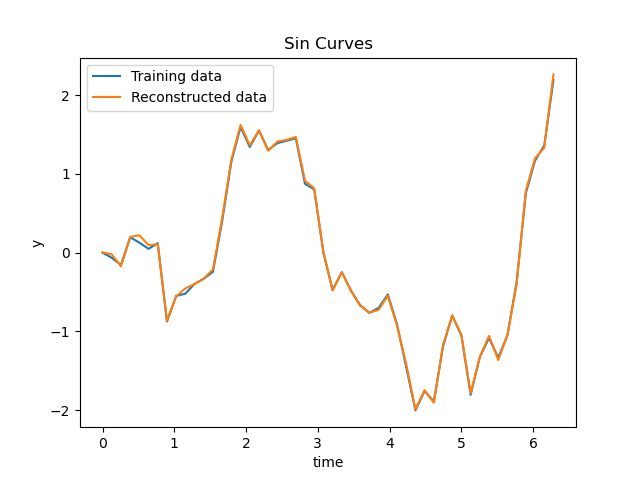 Sin Curves
Training data
Reconstructed data
y
2
1
0
−1
−2
0 1 2 3 4 5 6
time